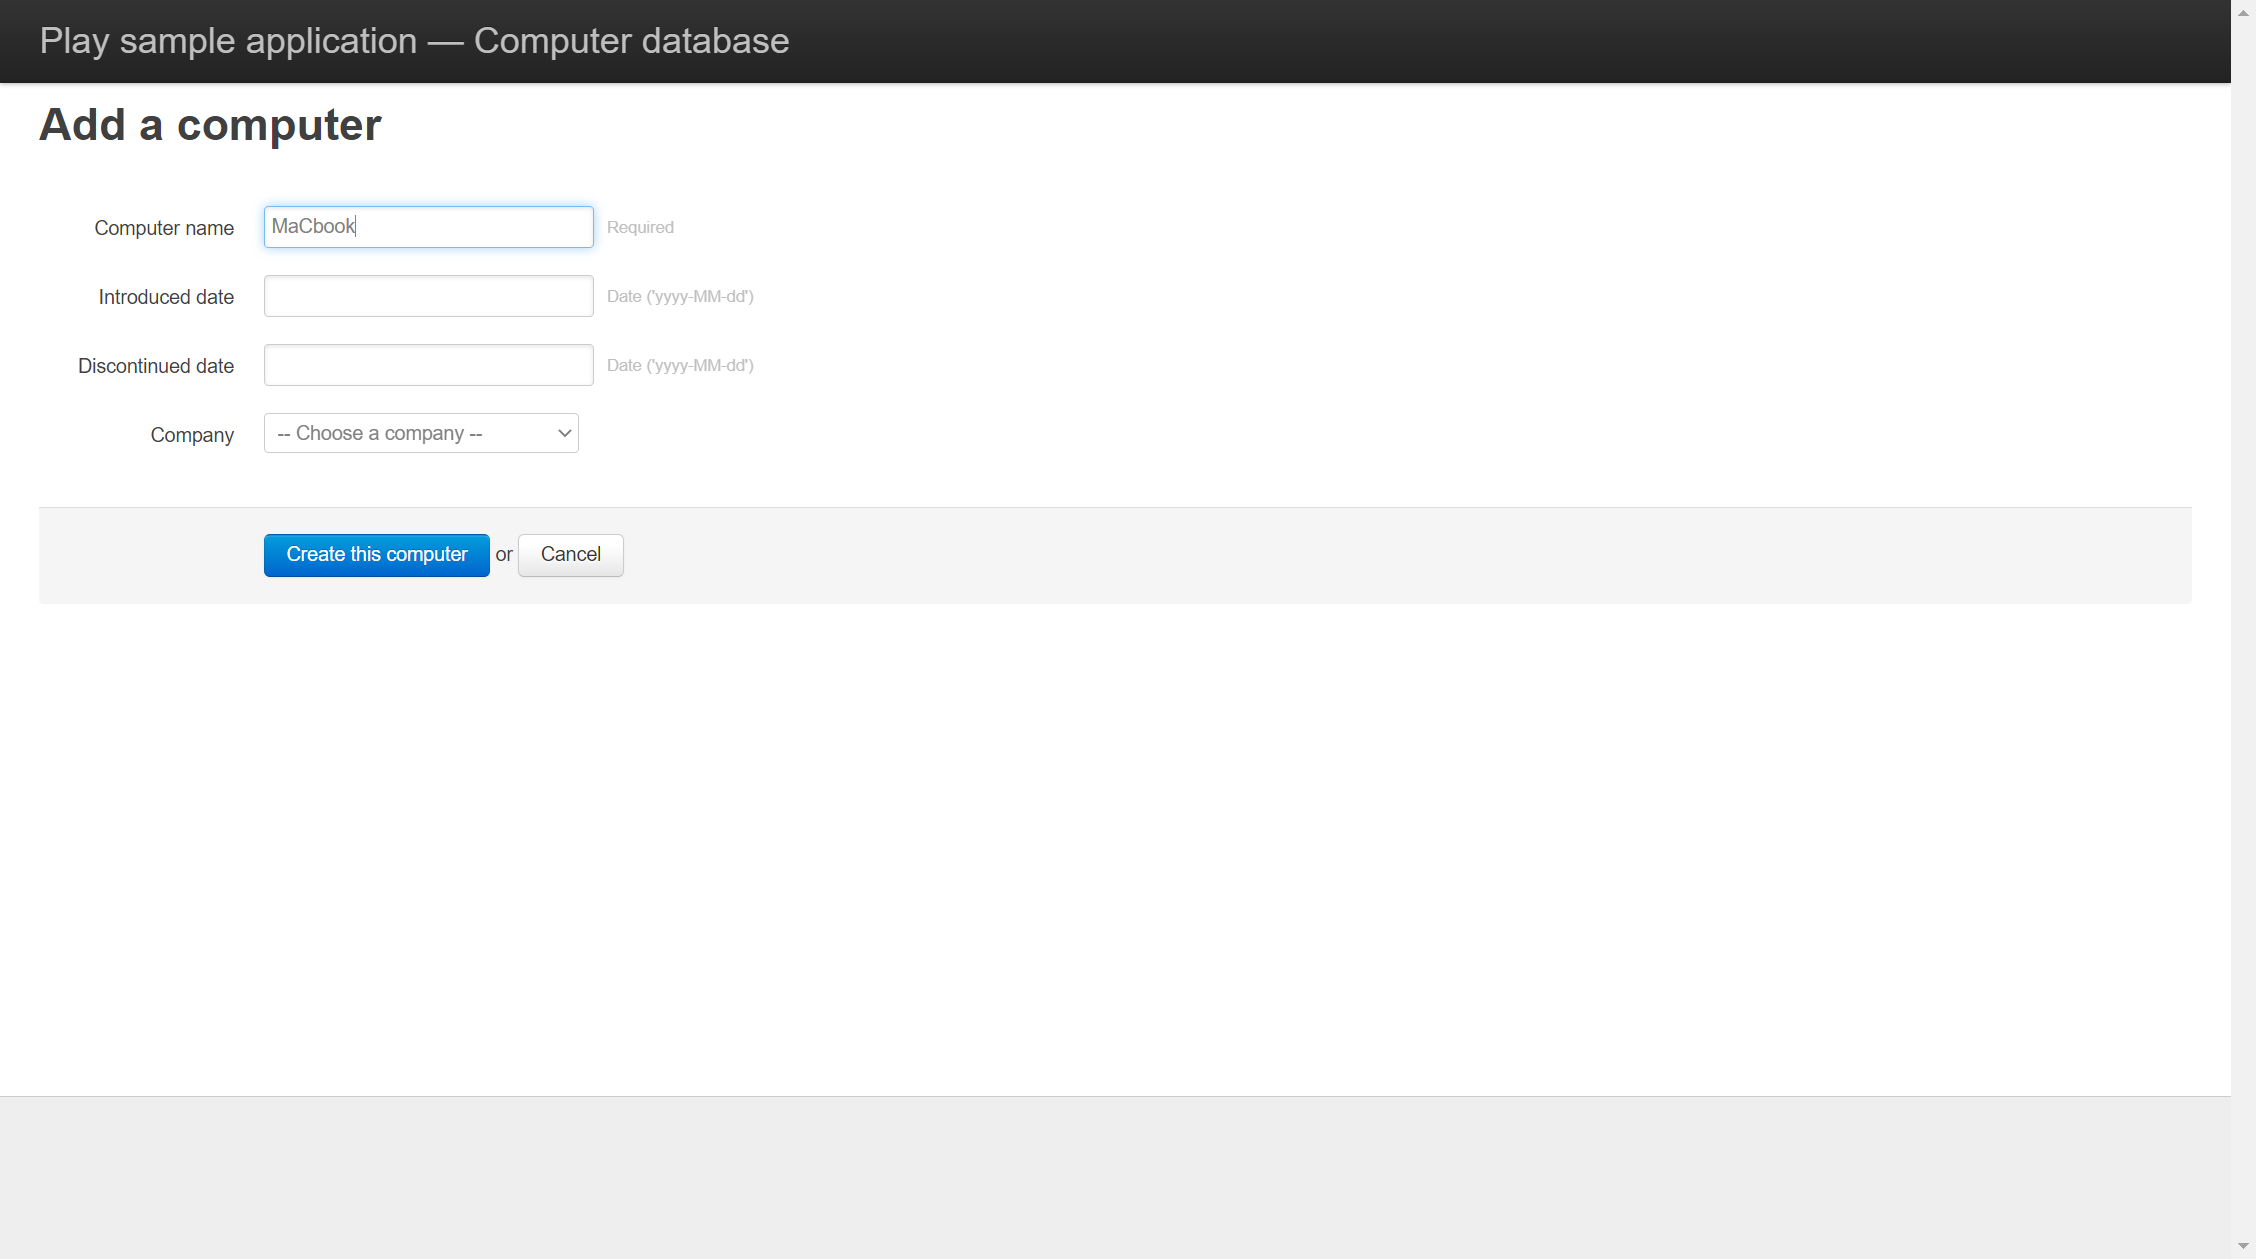 Play sample application — Computer database
Add a computer
Computer name MaCbook Required
Introduced date Date ('yyyy-MM-dd')
Discontinued date Date ('yyyy-MM-dd')
Company -- Choose a company --
Create this computer or Cancel